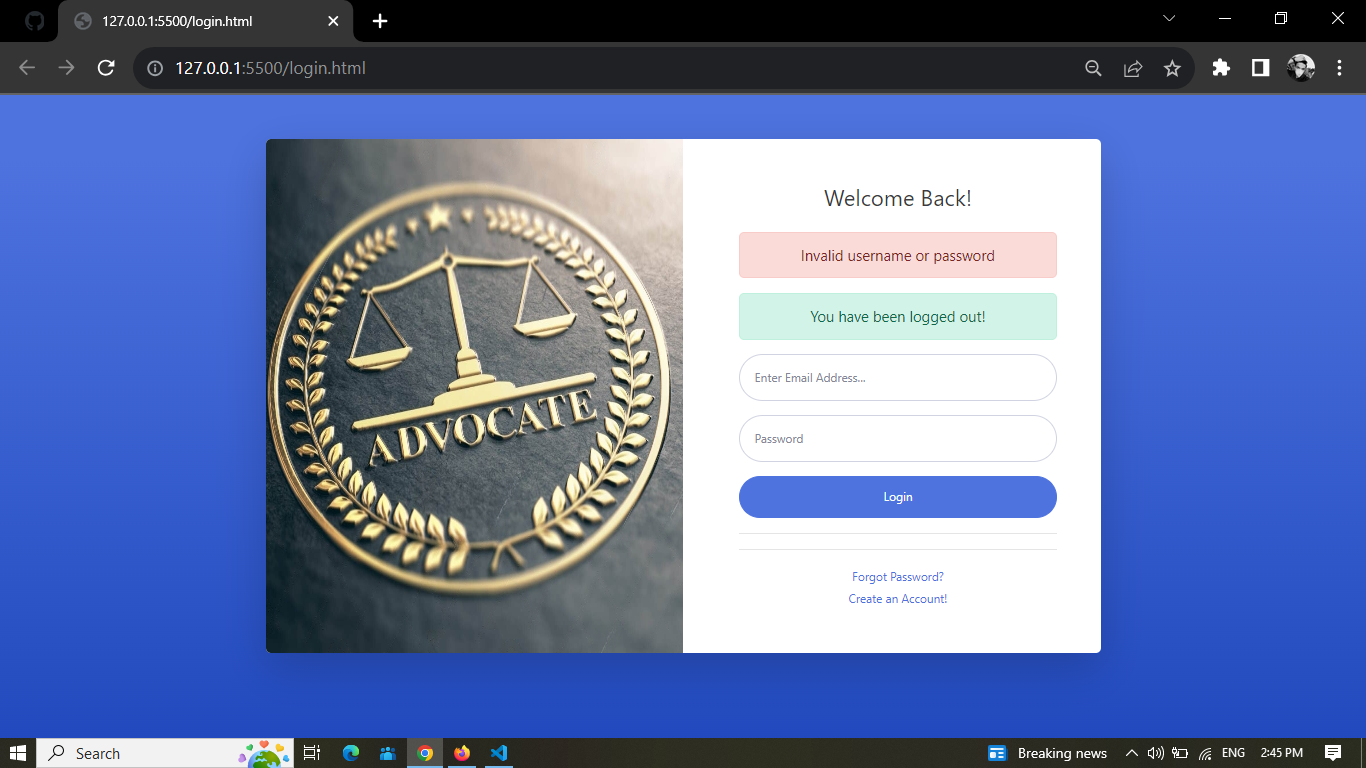 127.0.0.1:5500/login.html
127.0.0.1:5500/login.html
Welcome Back!
Invalid username or password
You have been logged out!
Enter Email Address...
Password
Login
Forgot Password?
Create an Account!
ADVOCATE
Search
Breaking news
ENG
2:45 PM